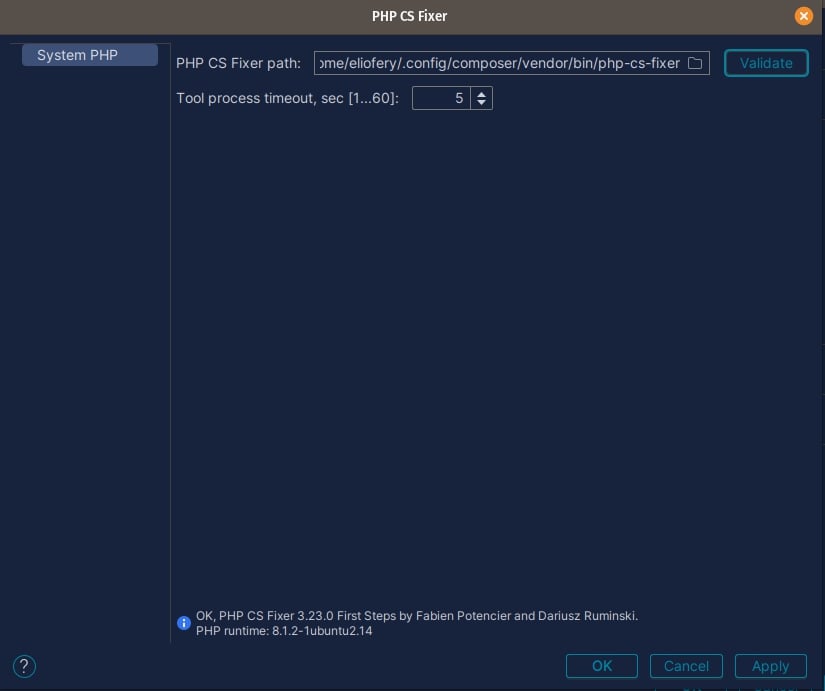 PHP CS Fixer
System PHP
PHP CS Fixer path: ome/eliofery/.config/composer/vendor/bin/php-cs-fixer Validate
Tool process timeout, sec [1...60]: 5
OK, PHP CS Fixer 3.23.0 First Steps by Fabien Potencier and Dariusz Ruminski.
PHP runtime: 8.1.2-1ubuntu2.14
? OK Cancel Apply